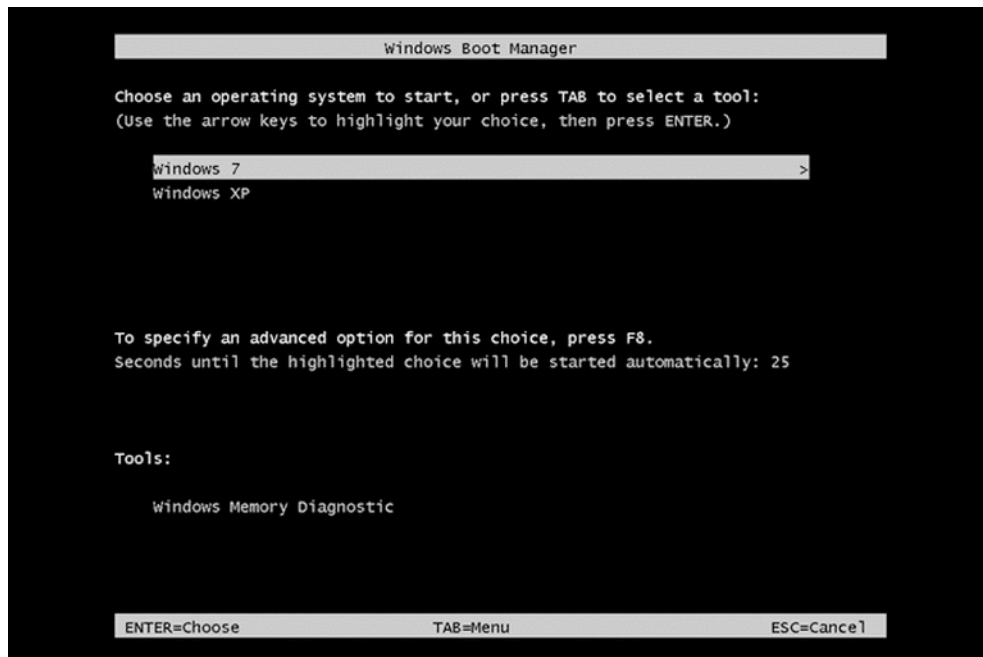 Windows Boot Manager
Choose an operating system to start, or press TAB to select a tool:
(Use the arrow keys to highlight your choice, then press ENTER.)
Windows 7 >
Windows XP
To specify an advanced option for this choice, press F8.
Seconds until the highlighted choice will be started automatically: 25
Tools:
Windows Memory Diagnostic
ENTER=Choose TAB=Menu ESC=Cancel